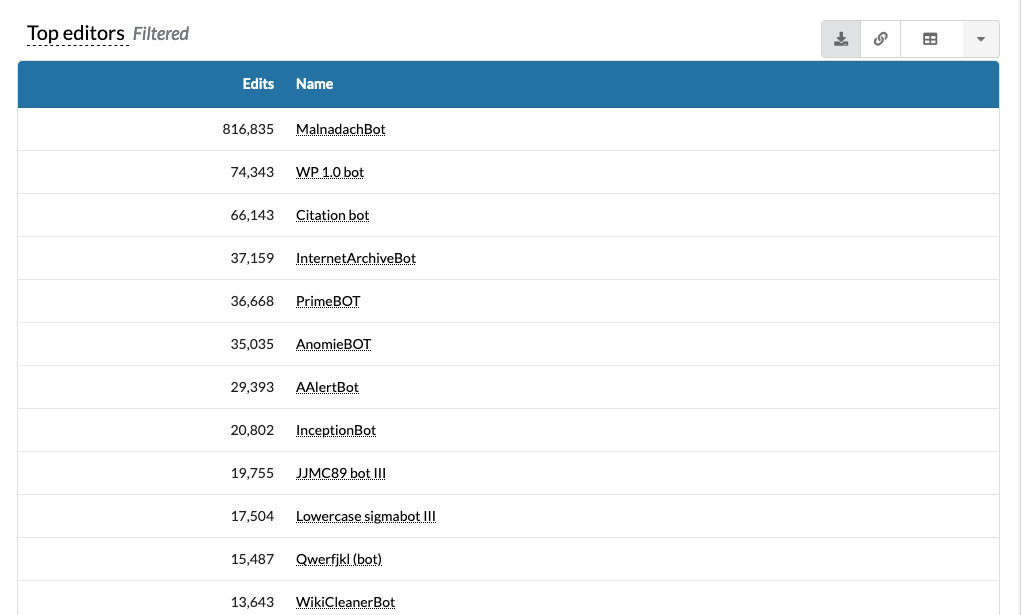 Top editors Filtered
Edits Name
816,835 MalnadachBot
74,343 WP 1.0 bot
66,143 Citation bot
37,159 InternetArchiveBot
36,668 PrimeBOT
35,035 AnomieBOT
29,393 AAlertBot
20,802 InceptionBot
19,755 JJMC89 bot III
17,504 Lowercase sigmabot III
15,487 Qwerfjkl (bot)
13,643 WikiCleanerBot